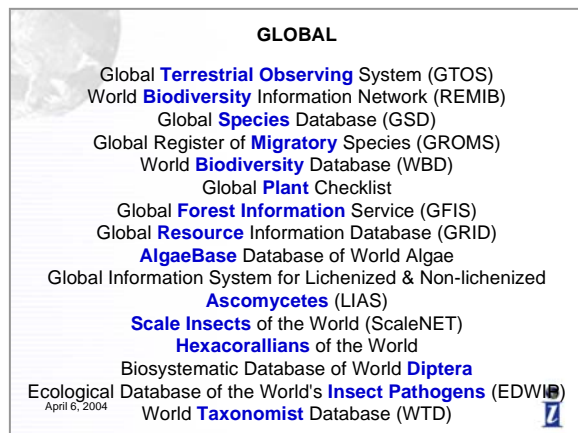 GLOBAL
Global Terrestrial Observing System (GTOS)
World Biodiversity Information Network (REMIB)
Global Species Database (GSD)
Global Register of Migratory Species (GROMS)
World Biodiversity Database (WBD)
Global Plant Checklist
Global Forest Information Service (GFIS)
Global Resource Information Database (GRID)
AlgaeBase Database of World Algae
Global Information System for Lichenized & Non-lichenized
Ascomycetes (LIAS)
Scale Insects of the World (ScaleNET)
Hexacorallians of the World
Biosystematic Database of World Diptera
Ecological Database of the World's Insect Pathogens (EDWIP)
April 6, 2004
World Taxonomist Database (WTD)
i